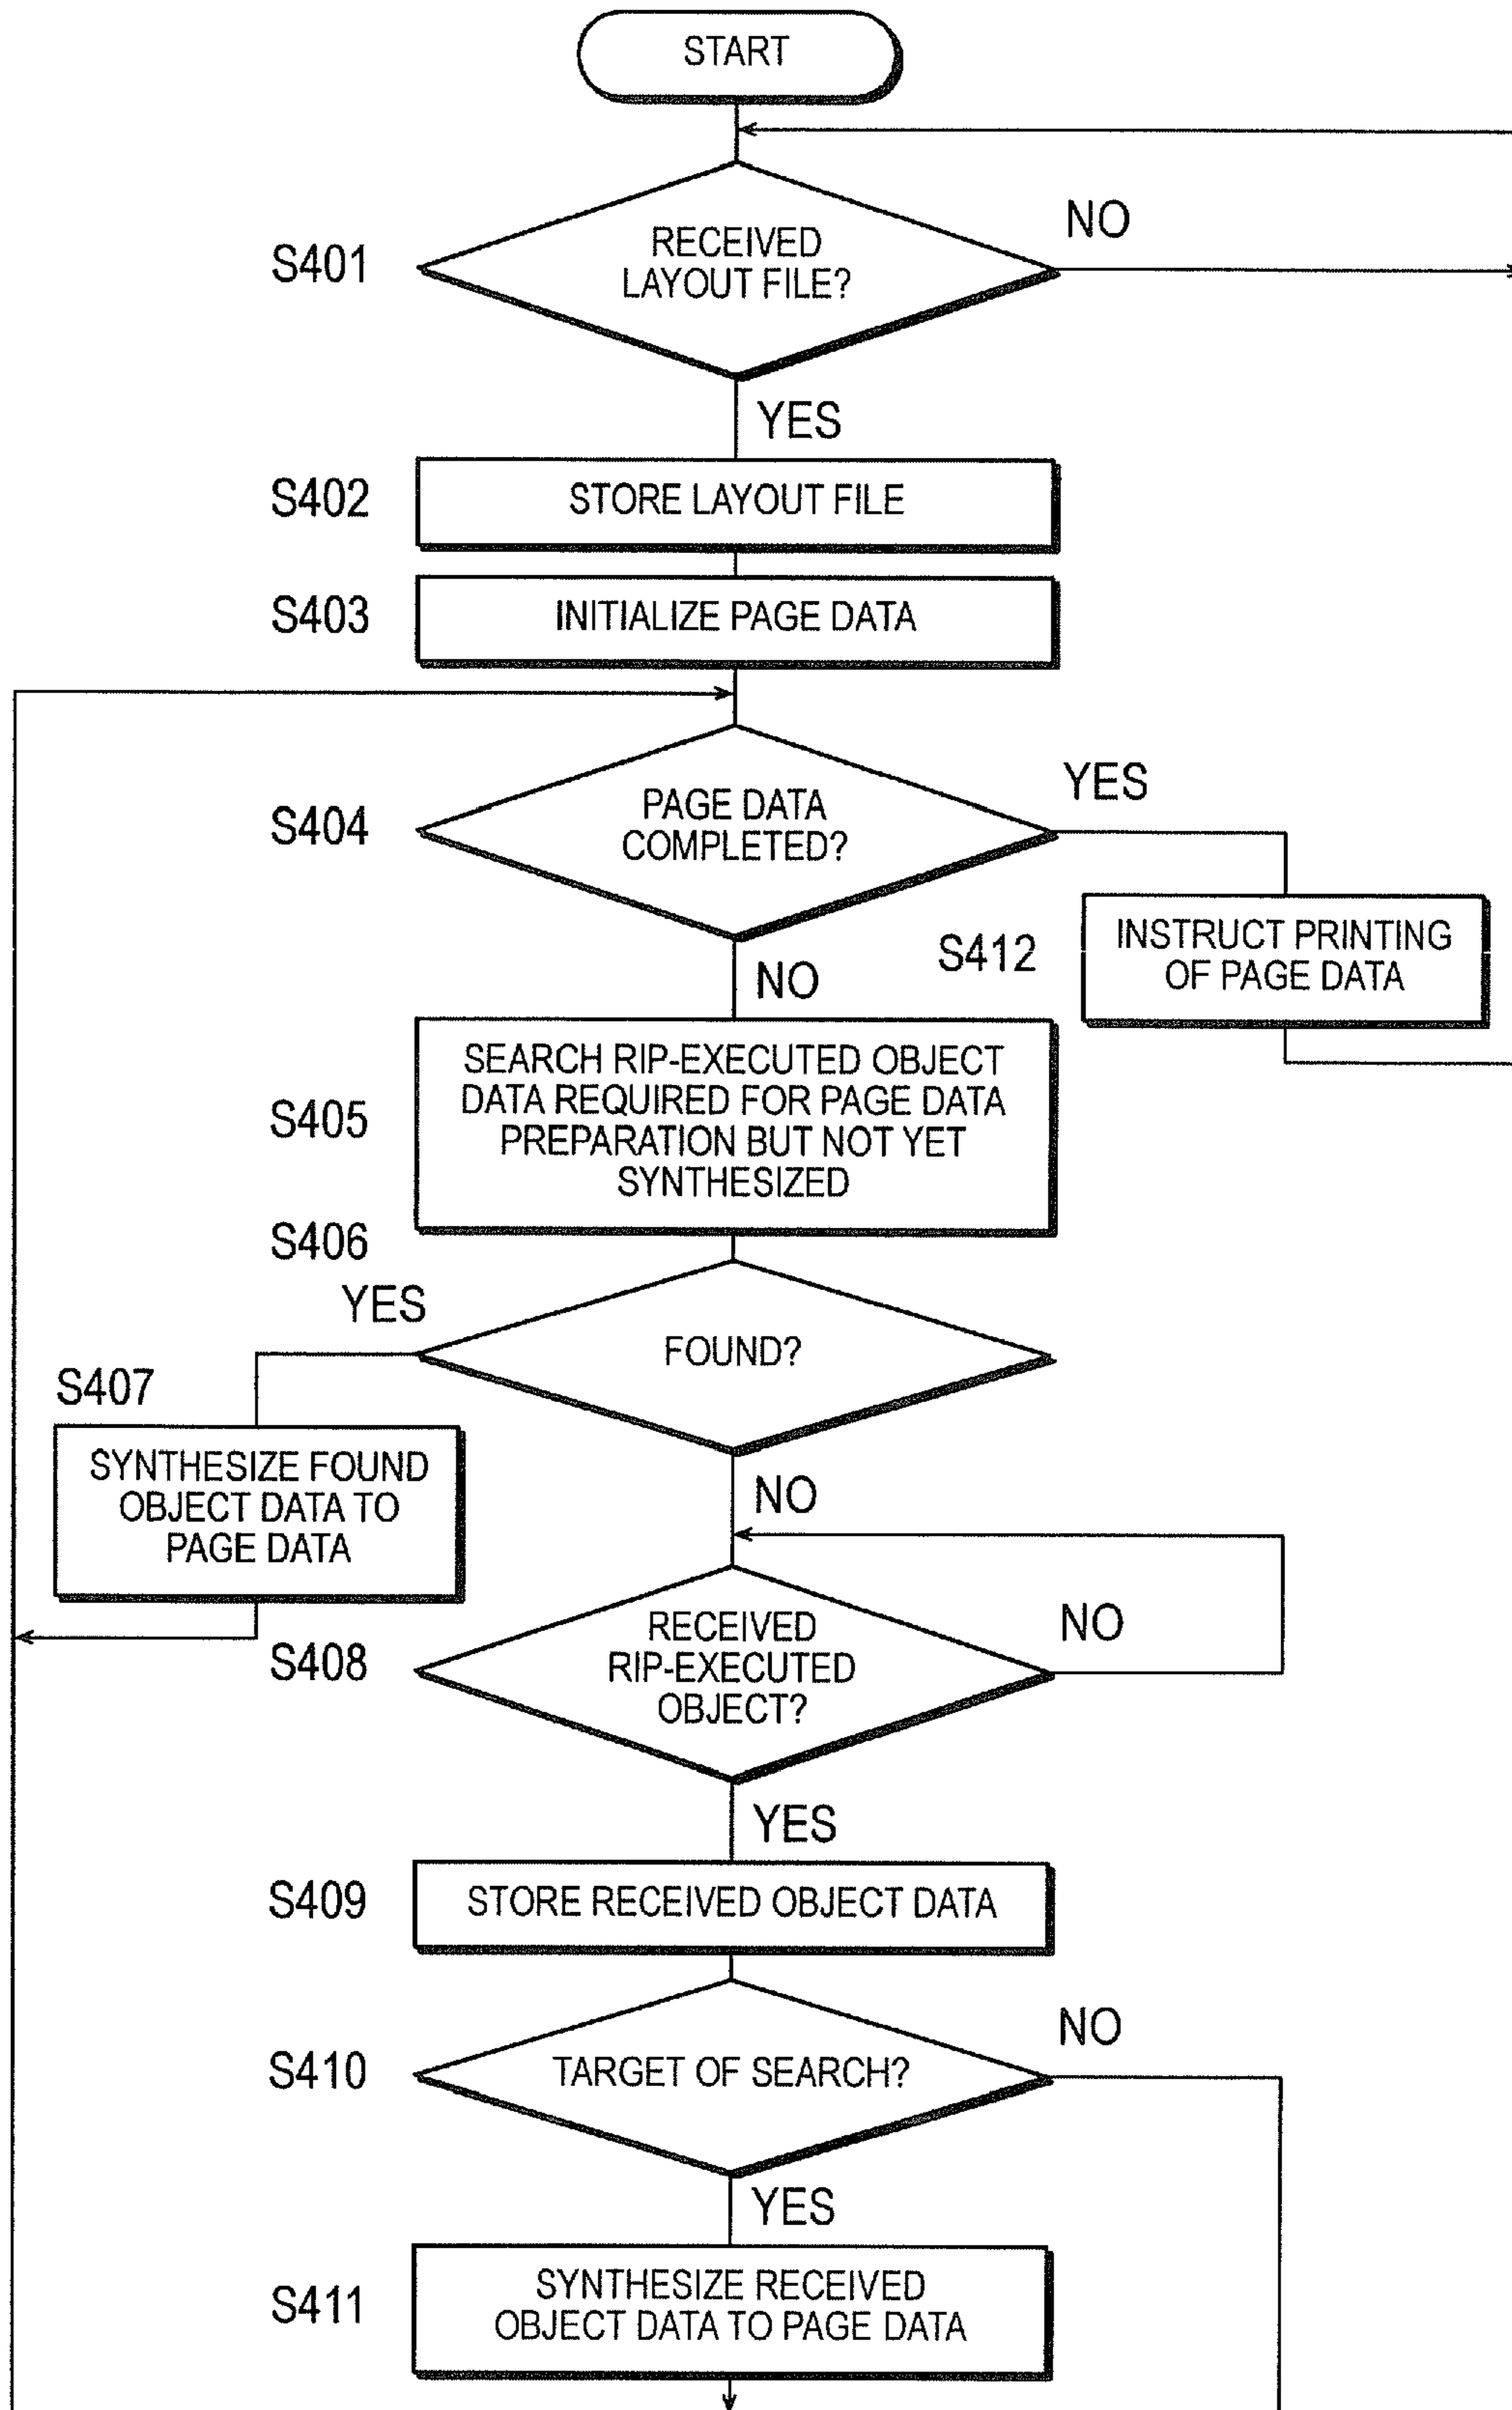 START
S401
RECEIVED
LAYOUT FILE?
NO
YES
S402
STORE LAYOUT FILE
S403
INITIALIZE PAGE DATA
S404
PAGE DATA
COMPLETED?
YES
NO
S412
INSTRUCT PRINTING
OF PAGE DATA
S405
SEARCH RIP-EXECUTED OBJECT
DATA REQUIRED FOR PAGE DATA
PREPARATION BUT NOT YET
SYNTHESIZED
S406
YES
FOUND?
S407
SYNTHESIZE FOUND
OBJECT DATA TO
PAGE DATA
NO
S408
RECEIVED
RIP-EXECUTED
OBJECT?
NO
YES
S409
STORE RECEIVED OBJECT DATA
S410
TARGET OF SEARCH?
NO
YES
S411
SYNTHESIZE RECEIVED
OBJECT DATA TO PAGE DATA